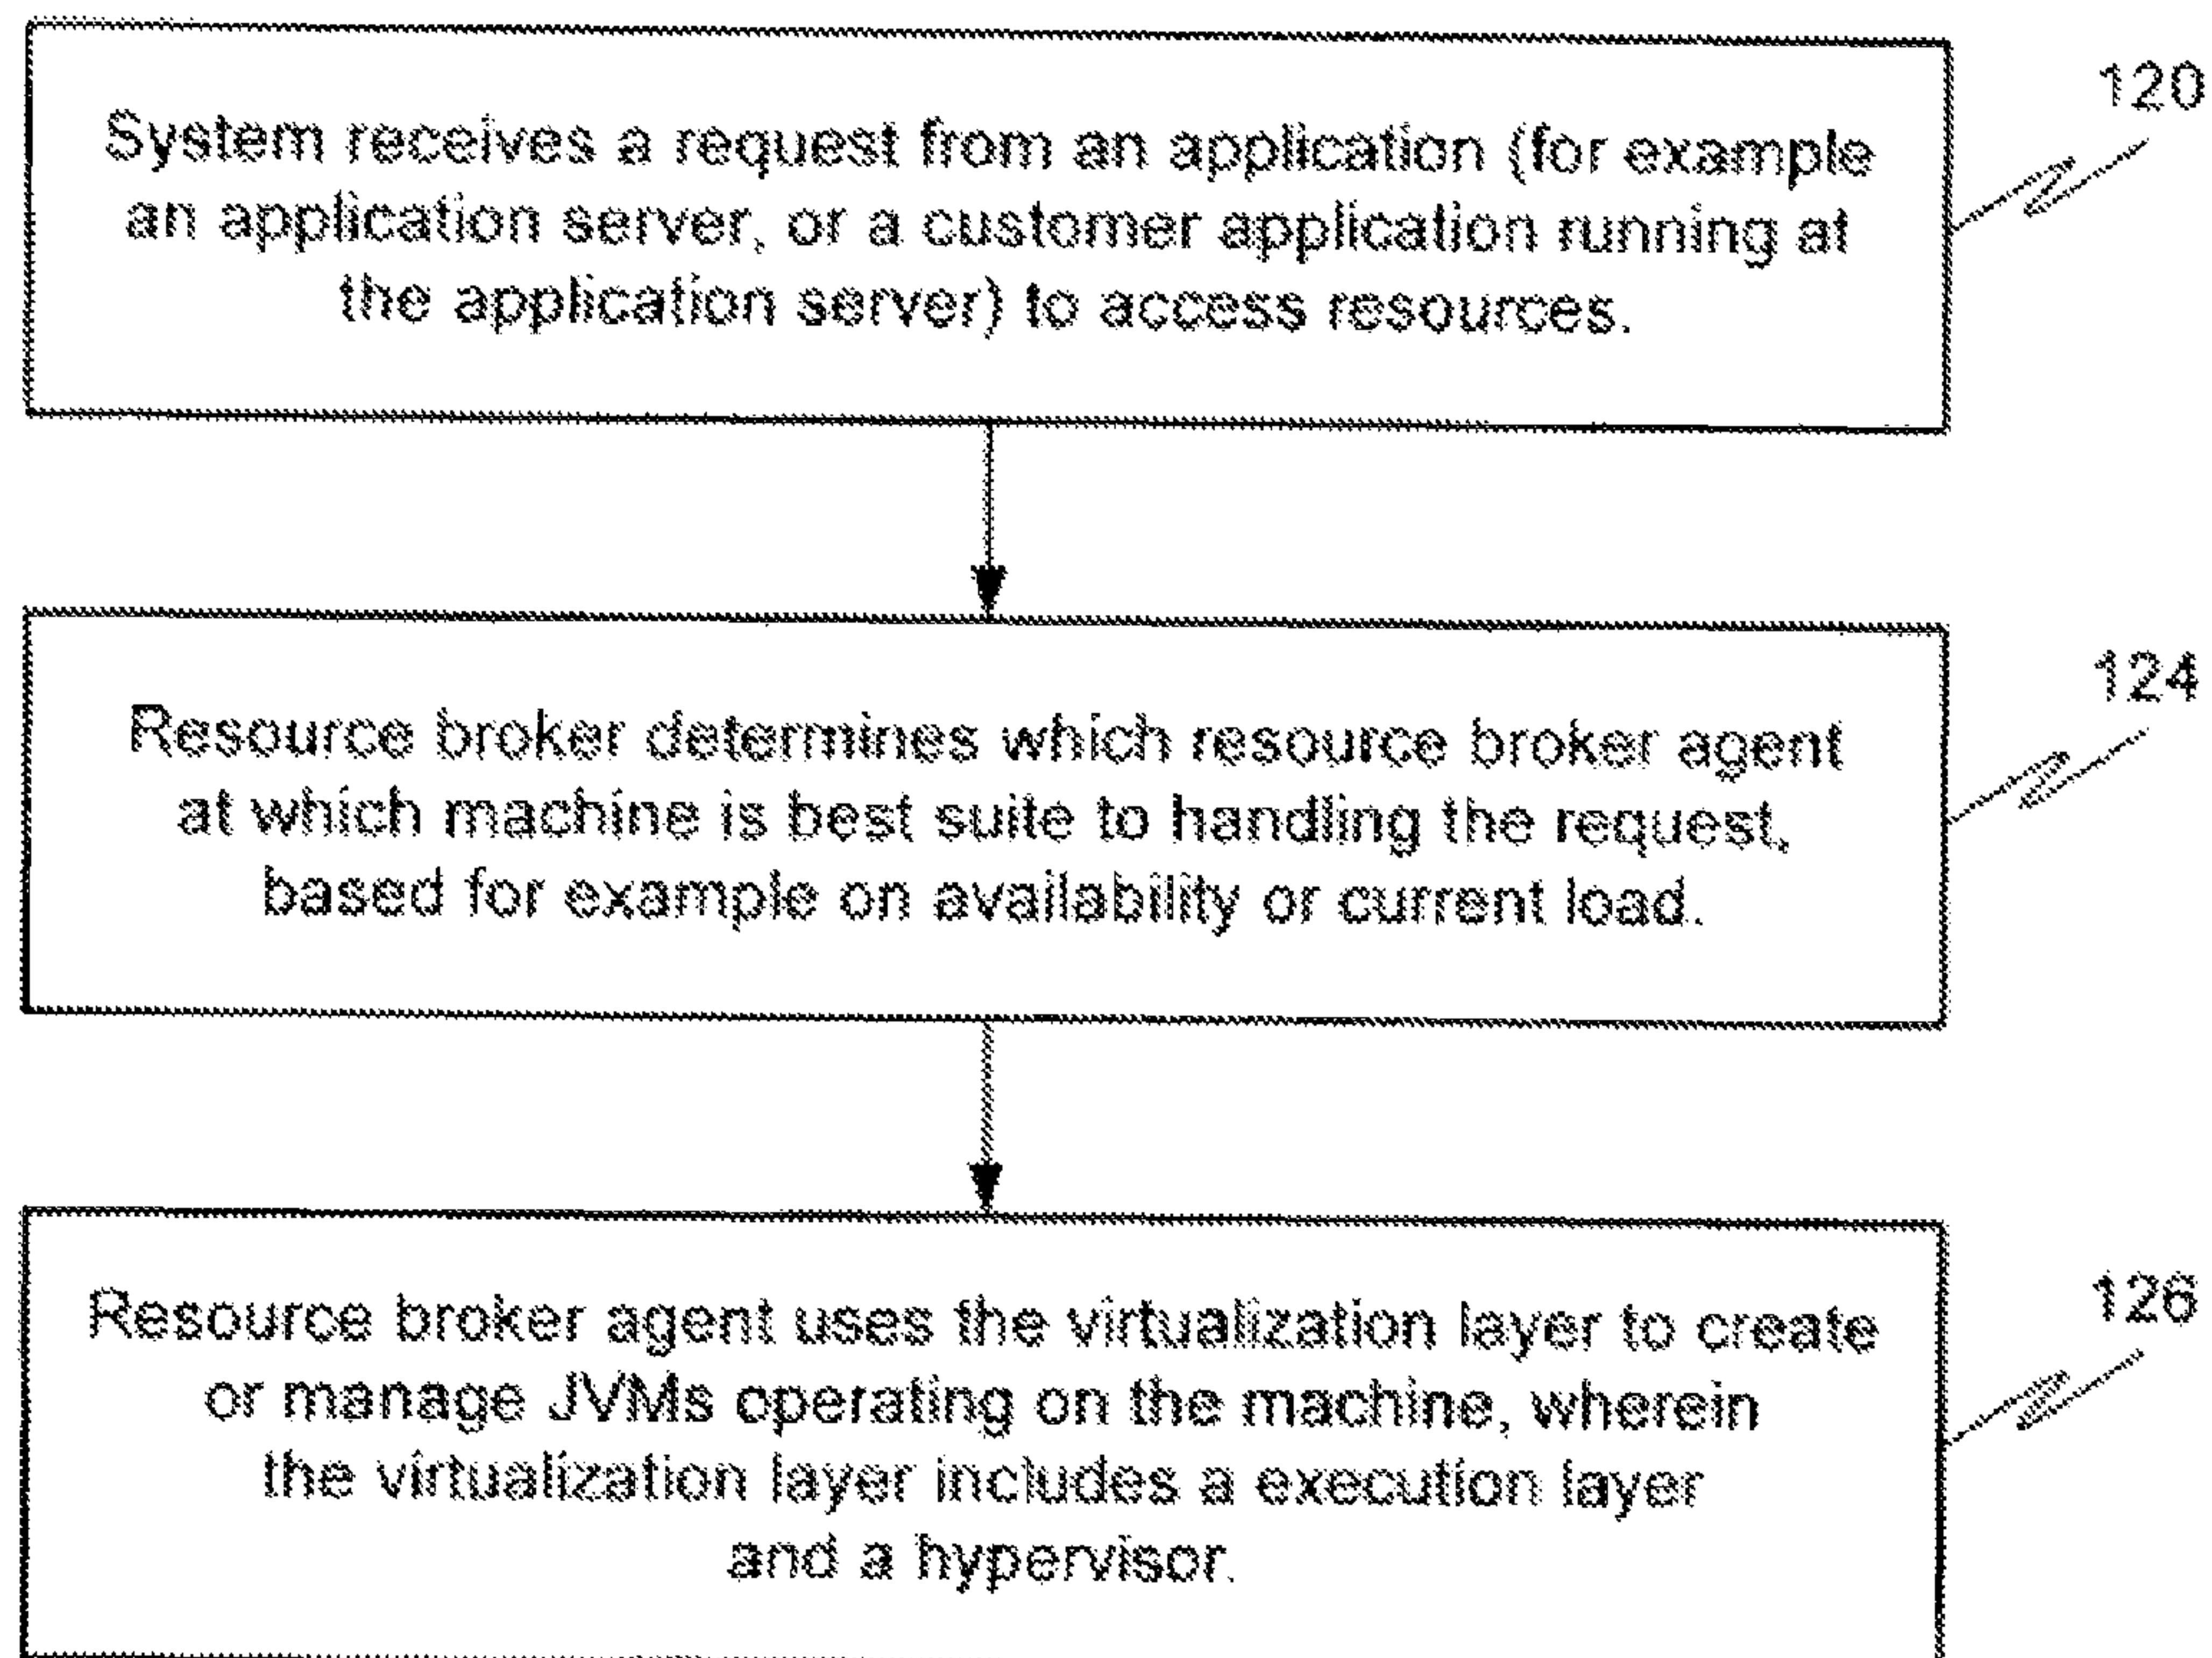 System receives a request from an application (for example
an application server, or a customer application running at
the application server) to access resources.
120
Resource broker determines which resource broker agent
at which machine is best suite to handling the request,
based for example on availability or current load.
124
Resource broker agent uses the virtualization layer to create
or manage JVMs operating on the machine, wherein
the virtualization layer includes a execution layer
and a hypervisor.
126